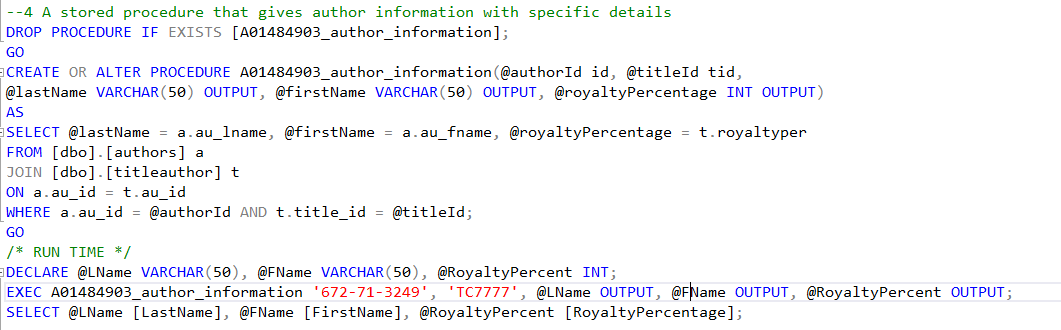 --4 A stored procedure that gives author information with specific details
DROP PROCEDURE IF EXISTS [A01484903_author_information];
GO
CREATE OR ALTER PROCEDURE A01484903_author_information(@authorId id, @titleId tid,
@lastName VARCHAR(50) OUTPUT, @firstName VARCHAR(50) OUTPUT, @royaltyPercentage INT OUTPUT)
AS
SELECT @lastName = a.au_lname, @firstName = a.au_fname, @royaltyPercentage = t.royaltyper
FROM [dbo].[authors] a
JOIN [dbo].[titleauthor] t
ON a.au_id = t.au_id
WHERE a.au_id = @authorId AND t.title_id = @titleId;
GO
/* RUN TIME */
DECLARE @LName VARCHAR(50), @FName VARCHAR(50), @RoyaltyPercent INT;
EXEC A01484903_author_information '672-71-3249', 'TC7777', @LName OUTPUT, @FName OUTPUT, @RoyaltyPercent OUTPUT;
SELECT @LName [LastName], @FName [FirstName], @RoyaltyPercent [RoyaltyPercentage];